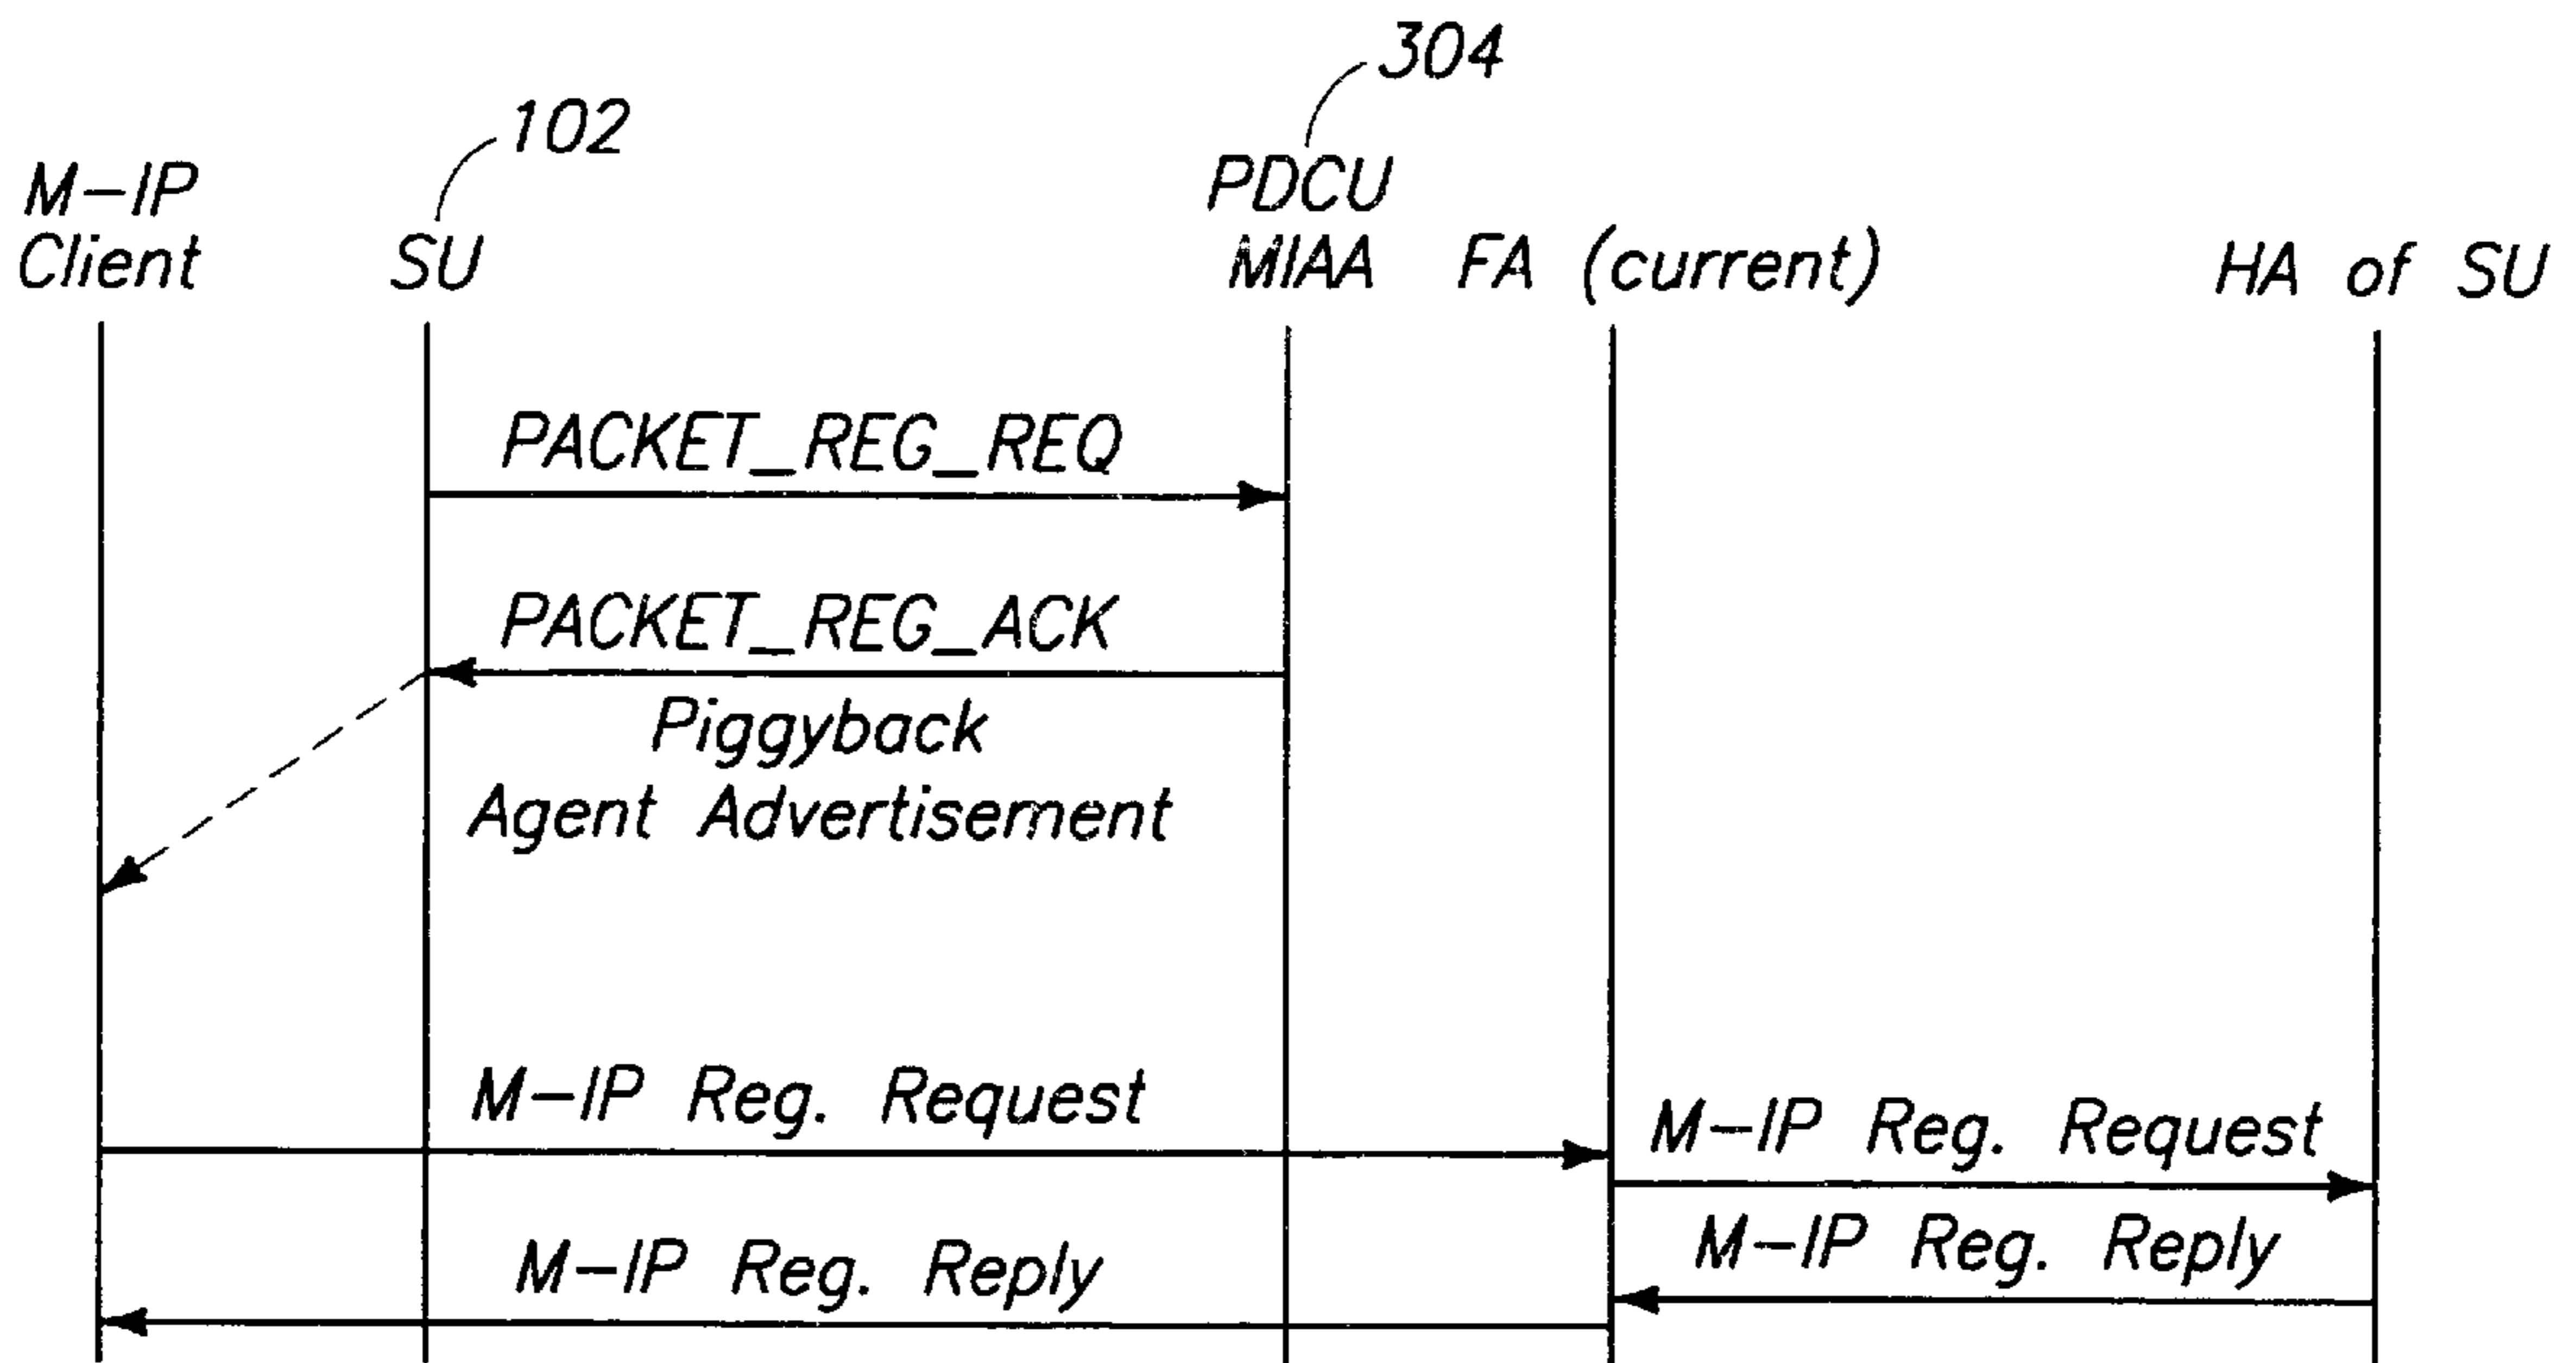 304
102
M-IP
Client
SU
PDCU
MIAA
FA (current)
HA of SU
PACKET_REG_REQ
PACKET_REG_ACK
Piggyback
Agent Advertisement
M-IP Reg. Request
M-IP Reg. Request
M-IP Reg. Reply
M-IP Reg. Reply